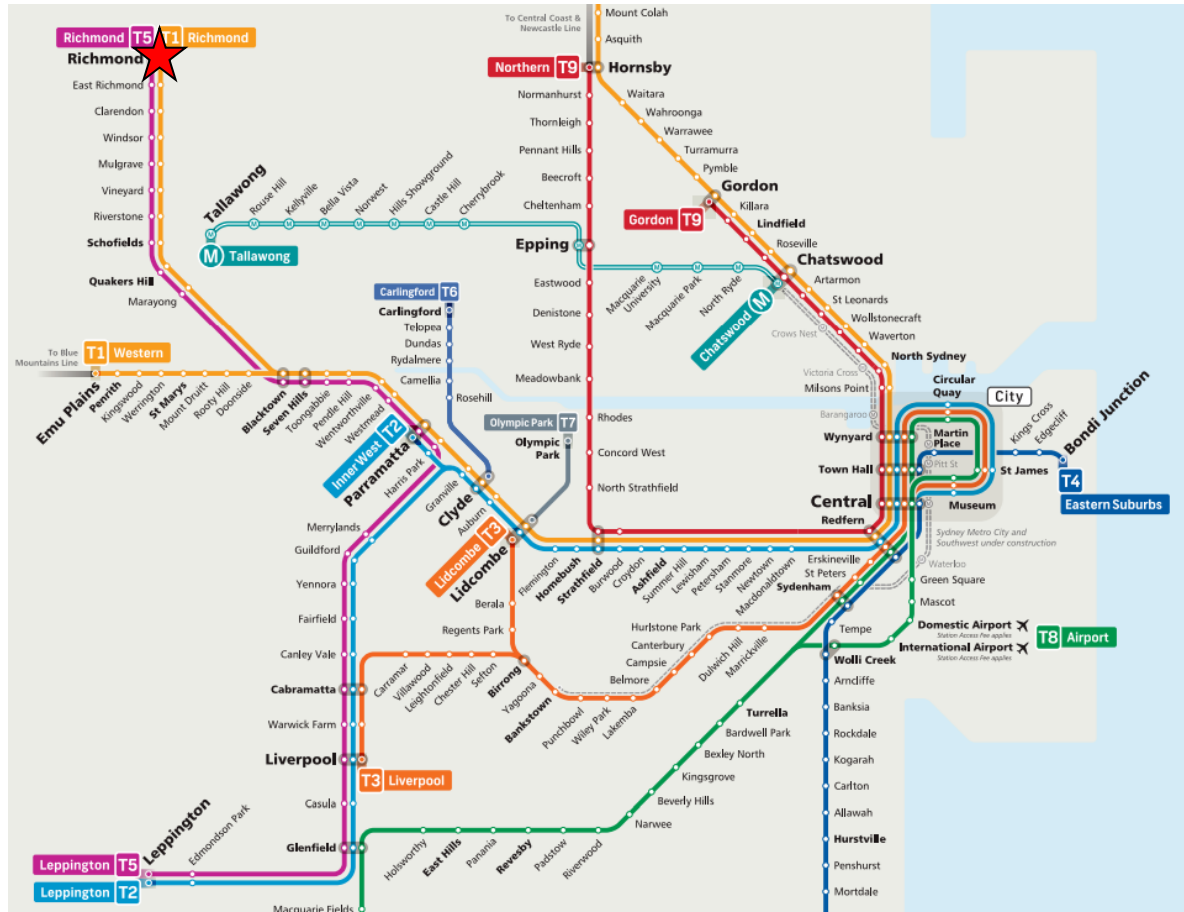 Richmond T5
T1 Richmond
Richmond
East Richmond
Clarendon
Windsor
Mulgrave
Vineyard
Riverstone
Schofields
Quakers Hill
Marayong
To Central Coast &
Newcastle Line
Mount Colah
Asquith
Northern T9
Hornsby
Normanhurst
Thornleigh
Pennant Hills
Beecroft
Cheltenham
Epping
Eastwood
Denistone
West Ryde
Meadowbank
Rhodes
Concord West
North Strathfield
Waitara
Wahroonga
Warrawee
Turramurra
Pymble
Gordon
Killara
Lindfield
Roseville
Gordon T9
Chatswood
Artarmon
St Leonards
Wollstonecraft
Waverton
North Sydney
Milsons Point
Tallawong
Rouse Hill
Kellyville
Bella Vista
Norwest
Hills Showground
Castle Hill
Cherrybrook
M Tallawong
Macquarie
University
Macquarie Park
North Ryde
Chatswood M
Crows Nest
Victoria Cross
Barangaroo
Carlingford T6
Carlingford
Telopea
Dundas
Rydalmere
Camellia
Rosehill
Olympic Park T7
Olympic
Park
To Blue
Mountains Line
T1 Western
Emu Plains
Penrith
Kingswood
Werrington
St Marys
Mount Druitt
Rooty Hill
Doonside
Blacktown
Seven Hills
Toongabbie
Pendle Hill
Wentworthville
Westmead
Inner West T2
Parramatta
Harris Park
Granville
Clyde
Auburn
Lidcombe T3
Lidcombe
Flemington
Homebush
Strathfield
Burwood
Croydon
Ashfield
Summer Hill
Lewisham
Petersham
Stanmore
Newtown
Macdonaldtown
Redfern
Circular
Quay
City
Wynyard
Martin
Place
Town Hall
Pitt St
St James
Central
Museum
Kings Cross
Edgecliff
Bondi Junction
T4
Eastern Suburbs
Sydney Metro City and
Southwest under construction
Waterloo
Green Square
Mascot
Domestic Airport
Station Access Fee applies
International Airport
Station Access Fee applies
T8 Airport
Erskineville
St Peters
Sydenham
Tempe
Wolli Creek
Arncliffe
Banksia
Rockdale
Kogarah
Carlton
Allawah
Hurstville
Penshurst
Mortdale
Merrylands
Guildford
Yennora
Fairfield
Canley Vale
Cabramatta
Warwick Farm
Liverpool
T3 Liverpool
Casula
Glenfield
Macquarie Fields
Leppington
Edmondson Park
Leppington T5
Leppington T2
Berala
Regents Park
Carramar
Villawood
Leightonfield
Chester Hill
Sefton
Birrong
Yagoona
Bankstown
Punchbowl
Wiley Park
Lakemba
Belmore
Campsie
Canterbury
Hurlstone Park
Dulwich Hill
Marrickville
Turrella
Bardwell Park
Bexley North
Kingsgrove
Beverly Hills
Narwee
Riverwood
Padstow
Revesby
Panania
East Hills
Holsworthy